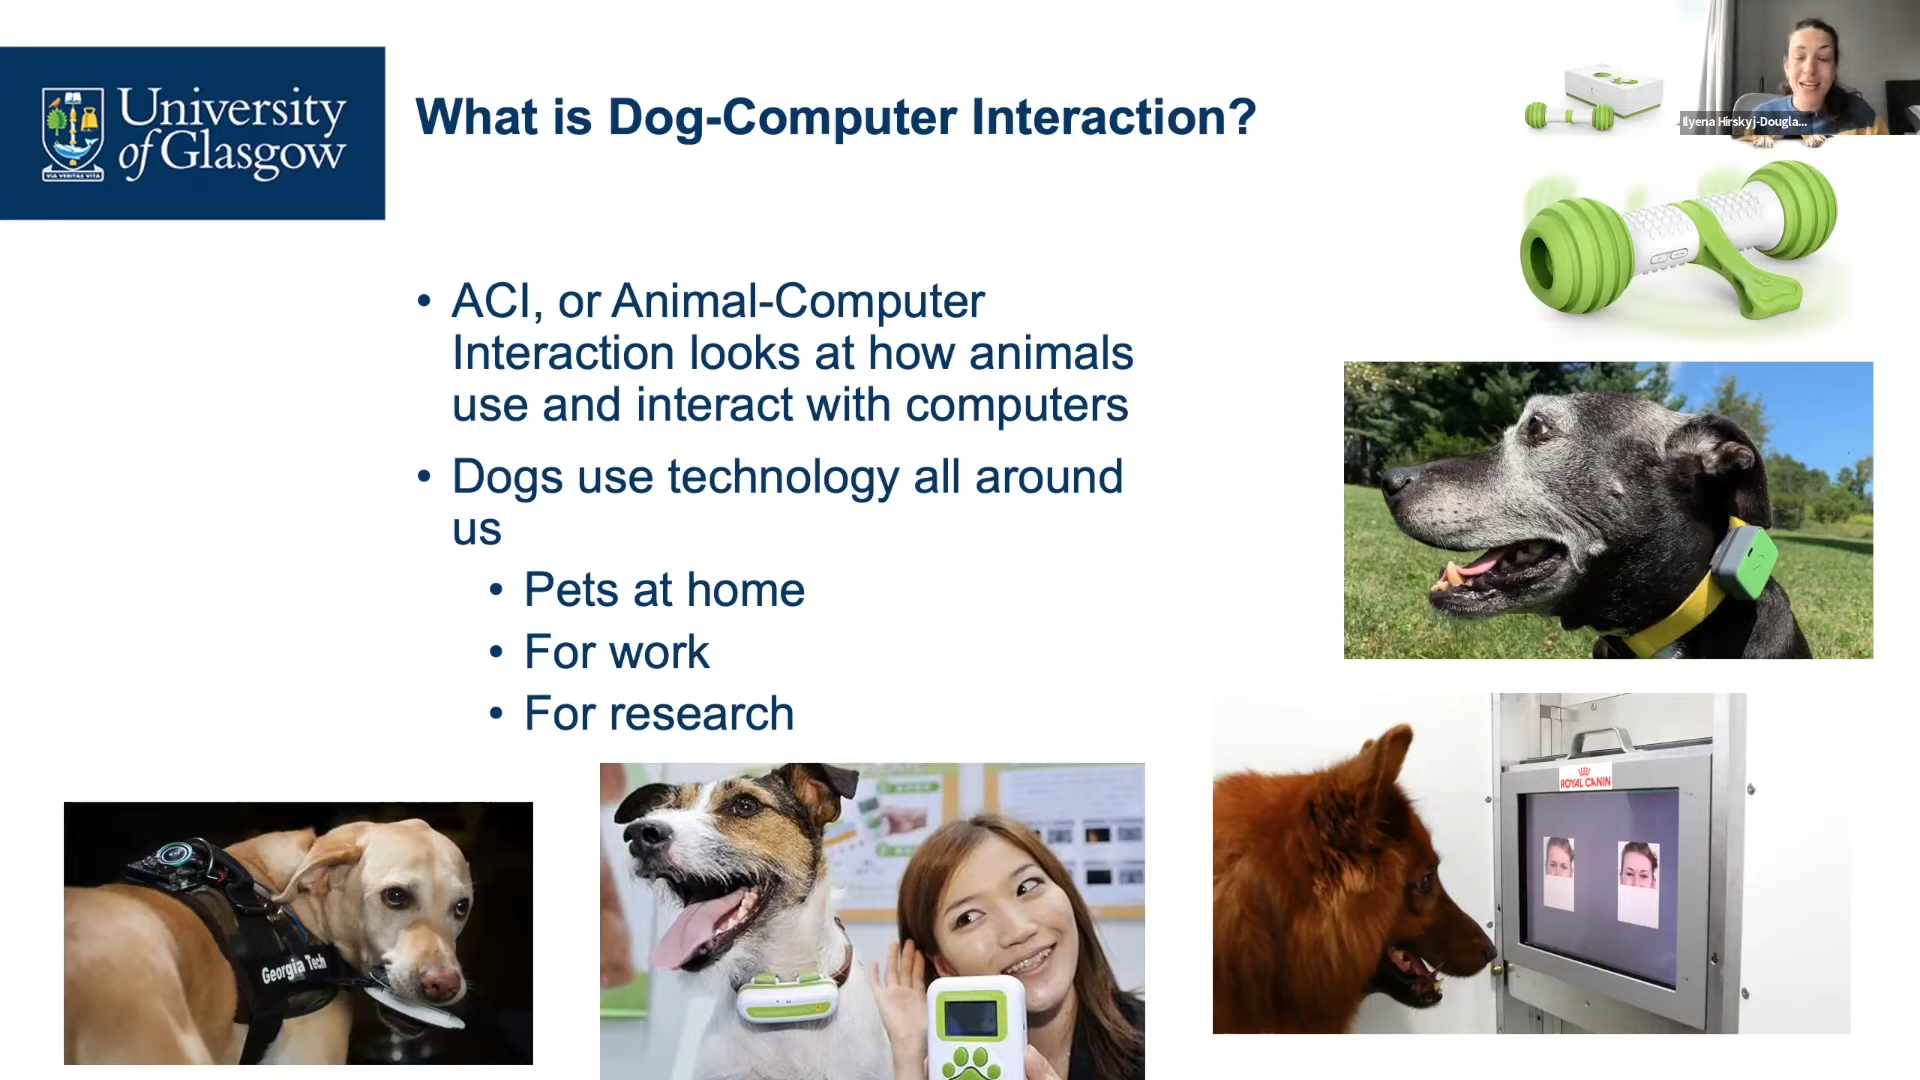 University
of Glasgow
VIA VERITAS VITA
What is Dog-Computer Interaction?
Ilyena Hirskyj-Dougla...
• ACI, or Animal-Computer
Interaction looks at how animals
use and interact with computers
• Dogs use technology all around
us
• Pets at home
• For work
• For research
Georgia Tech
ROYAL CANIN